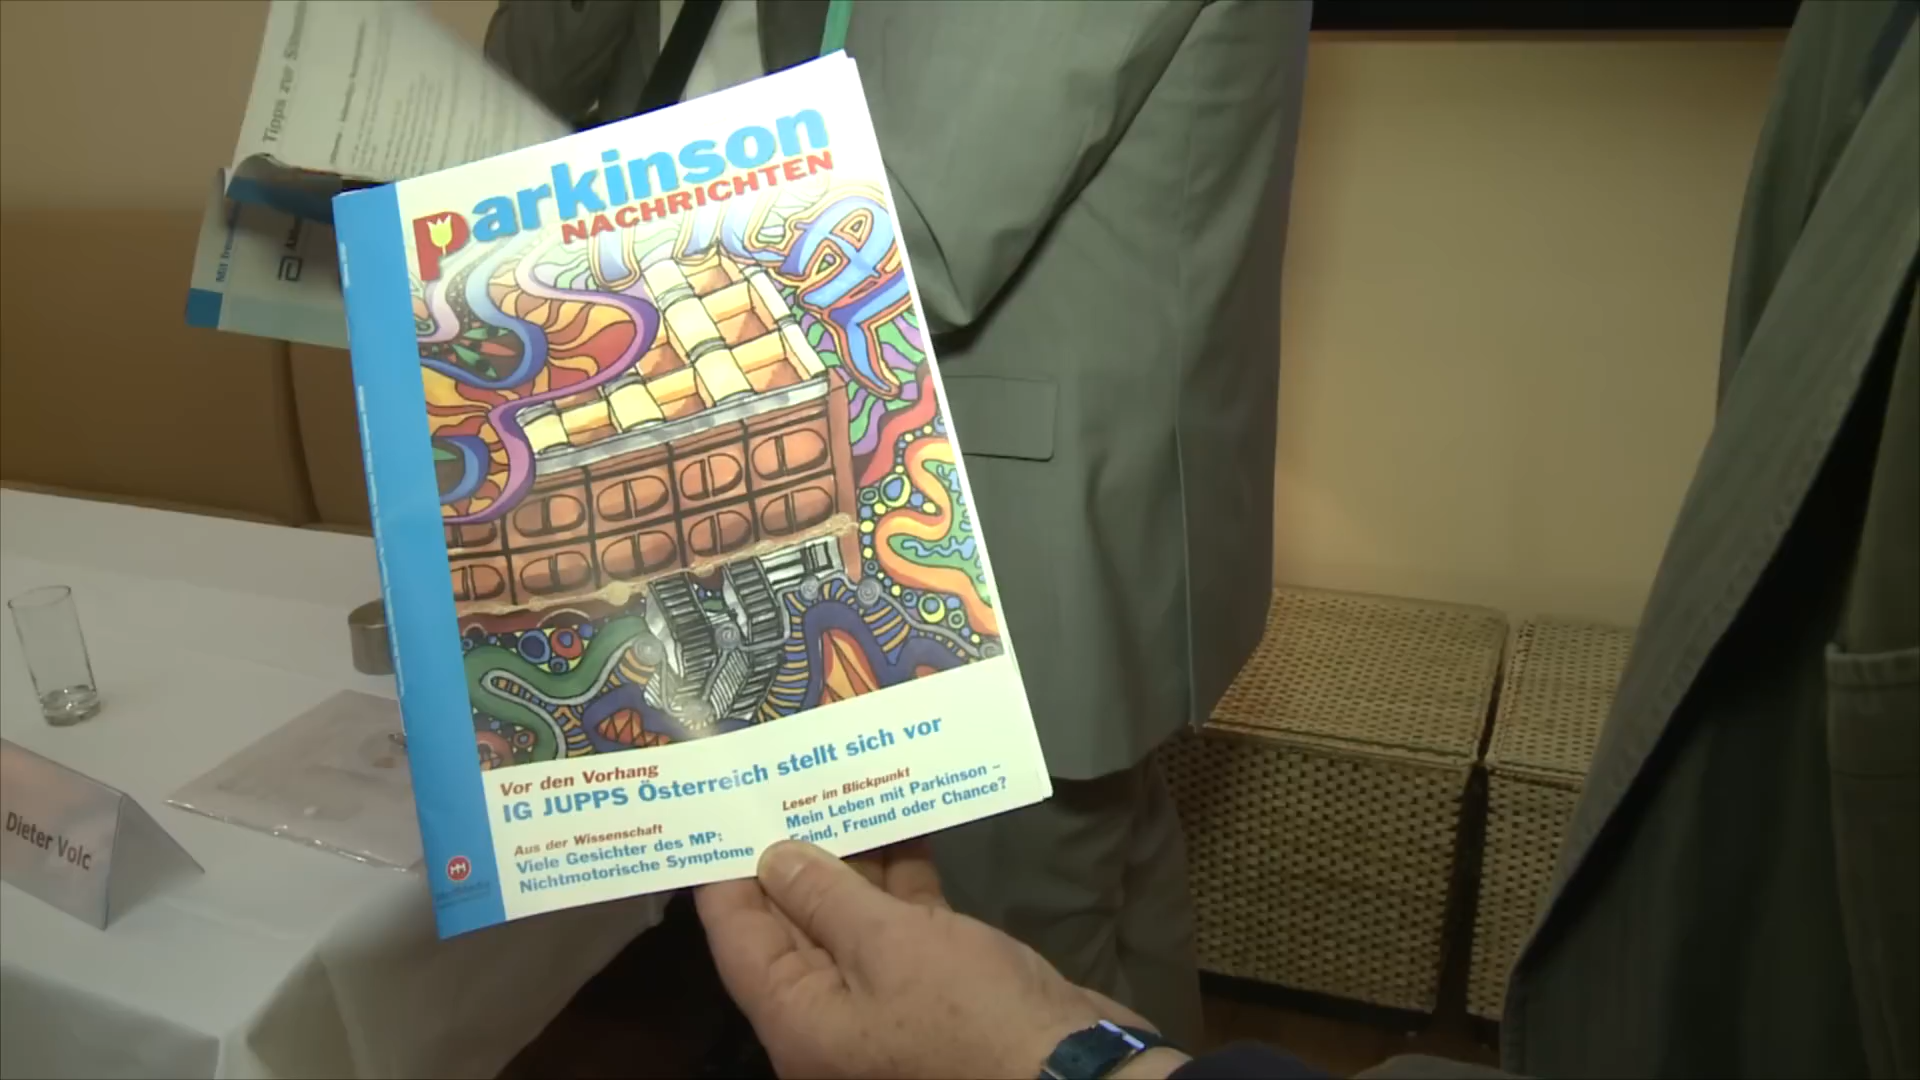 Tipps zur
Parkinson
NACHRICHTEN
Vor den Vorhang
IG JUPPS Österreich stellt sich vor
Aus der Wissenschaft
Viele Gesichter des MP:
Nichtmotorische Symptome
Leser im Blickpunkt
Mein Leben mit Parkinson –
Feind, Freund oder Chance?
Dieter Volc